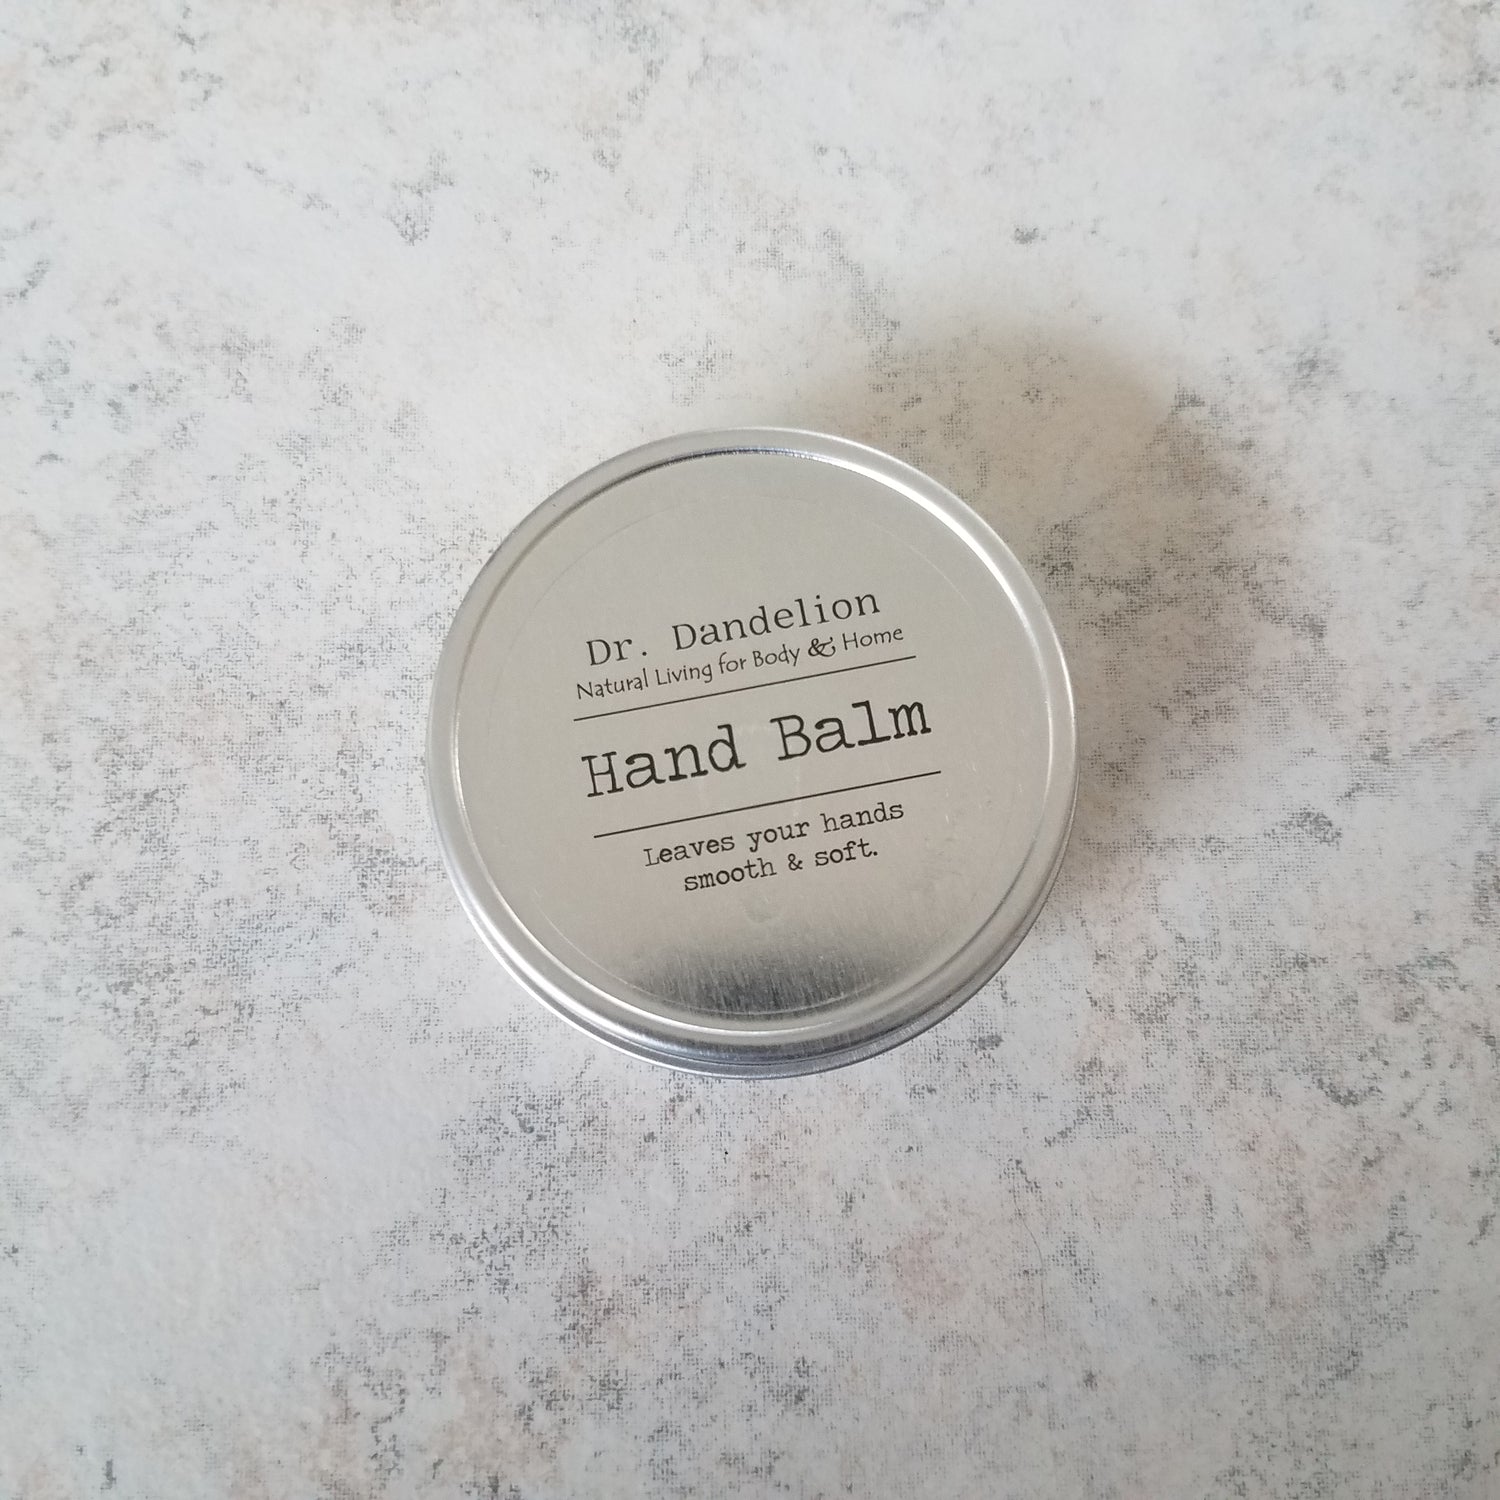 Dr. Dandelion
Natural Living for Body & Home
Hand Balm
Leaves your hands
smooth & soft.